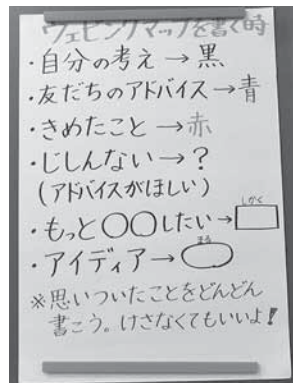 ウェビングマップを書く時
・自分の考え→黒
・友だちのアドバイス→青
・きめたこと→赤
・じしんない→?
(アドバイスがほしい)
しかく
・もっと〇〇したい→
まる
・アイディア→
※思いついたことをどんどん
書こう。けさなくてもいいよ!